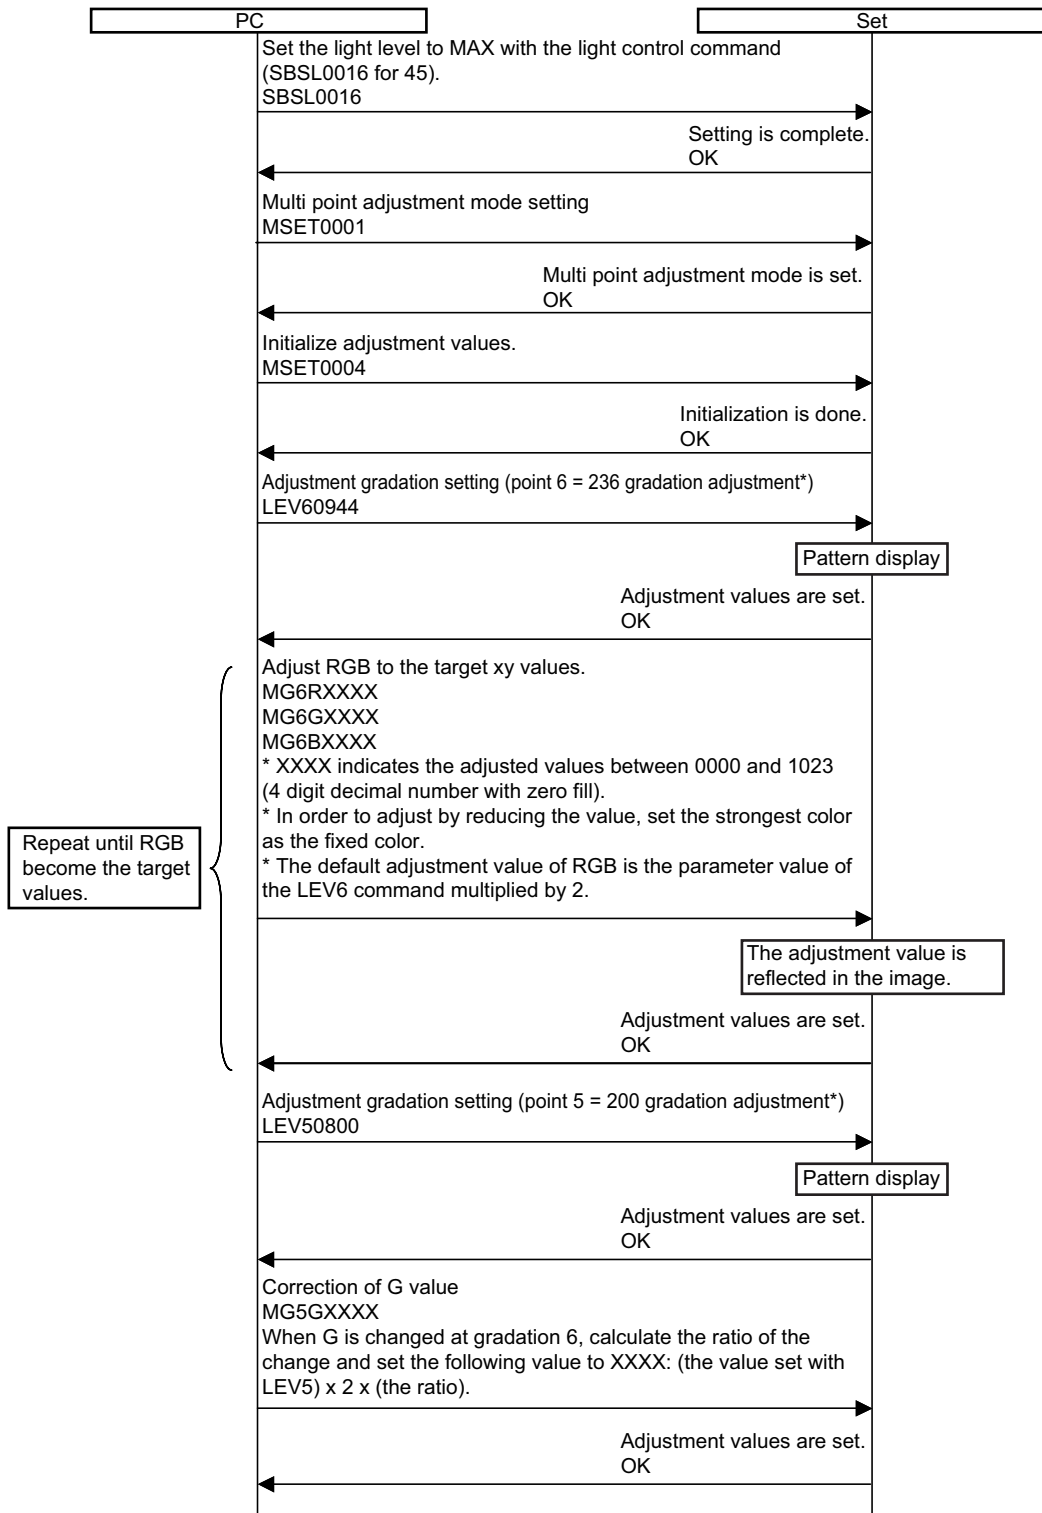 PC
Set
Set the light level to MAX with the light control command
(SBSL0016 for 45).
SBSL0016
Setting is complete.
OK
Multi point adjustment mode setting
MSET0001
Multi point adjustment mode is set.
OK
Initialize adjustment values.
MSET0004
Initialization is done.
OK
Adjustment gradation setting (point 6 = 236 gradation adjustment*)
LEV60944
Pattern display
Adjustment values are set.
OK
Adjust RGB to the target xy values.
MG6RXXXX
MG6GXXXX
MG6BXXXX
* XXXX indicates the adjusted values between 0000 and 1023
(4 digit decimal number with zero fill).
* In order to adjust by reducing the value, set the strongest color
as the fixed color.
* The default adjustment value of RGB is the parameter value of
the LEV6 command multiplied by 2.
Repeat until RGB
become the target
values.
The adjustment value is
reflected in the image.
Adjustment values are set.
OK
Adjustment gradation setting (point 5 = 200 gradation adjustment*)
LEV50800
Pattern display
Adjustment values are set.
OK
Correction of G value
MG5GXXXX
When G is changed at gradation 6, calculate the ratio of the
change and set the following value to XXXX: (the value set with
LEV5) x 2 x (the ratio).
Adjustment values are set.
OK